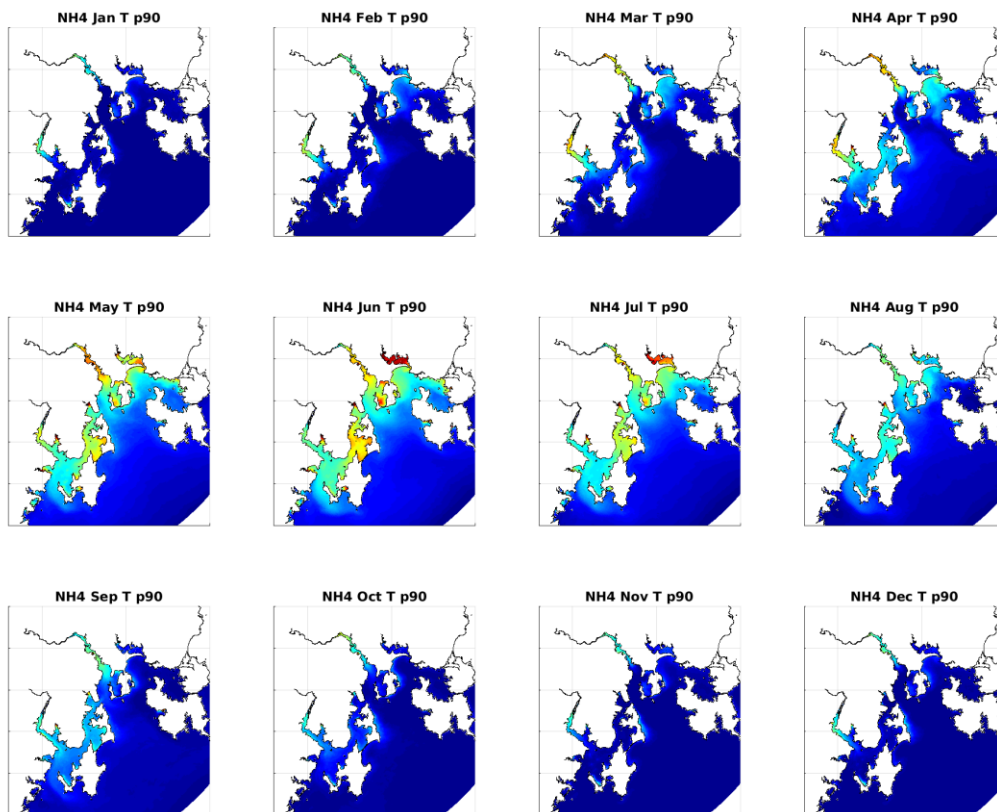 NH4 Jan T p90
NH4 Feb T p90
NH4 Mar T p90
NH4 Apr T p90
NH4 May T p90
NH4 Jun T p90
NH4 Jul T p90
NH4 Aug T p90
NH4 Sep T p90
NH4 Oct T p90
NH4 Nov T p90
NH4 Dec T p90